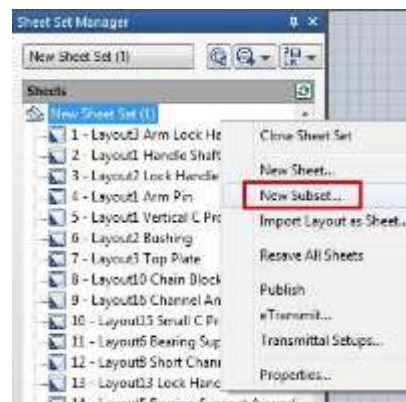 Sheet Set Manager
New Sheet Set (1)
Sheets
New Sheet Set (1)
1 - Layout3 Arm Lock Ha
2 - Layout1 Handle Shaft
3 - Layout2 Lock Handle
4 - Layout1 Arm Pin
5 - Layout1 Vertical C Pro
6 - Layout2 Bushing
7 - Layout3 Top Plate
8 - Layout10 Chain Block
9 - Layout16 Channel An
10 - Layout15 Small C Pr
11 - Layout6 Bearing Sup
12 - Layout8 Short Chann
13 - Layout13 Lock Hand
Close Sheet Set
New Sheet...
New Subset...
Import Layout as Sheet...
Resave All Sheets
Publish
eTransmit...
Transmittal Setups...
Properties...